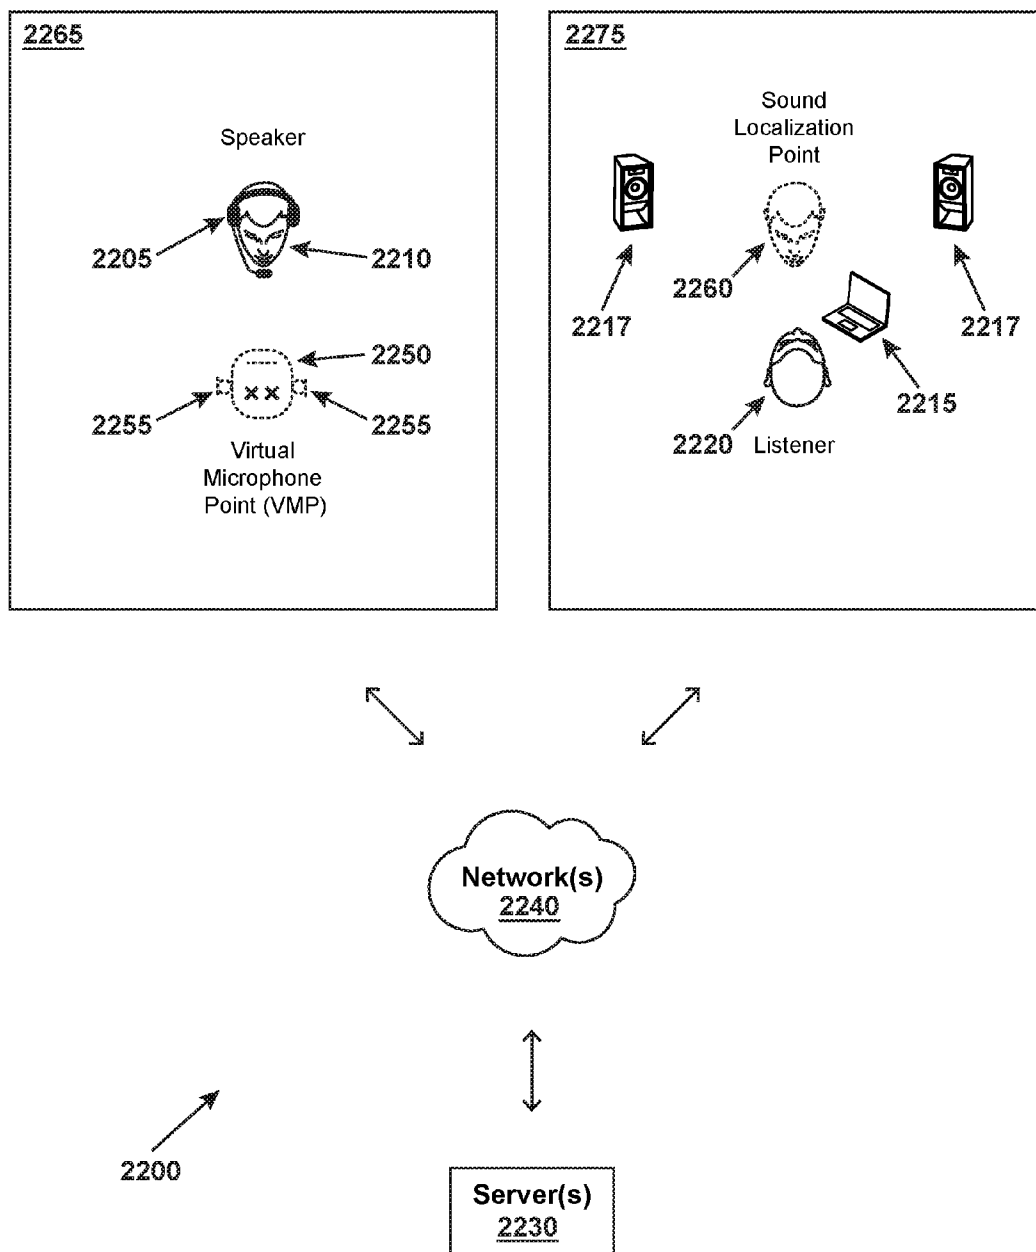 2265
Speaker
2205
2210
2250
2255
2255
Virtual
Microphone
Point (VMP)
2275
Sound
Localization
Point
2217
2260
2217
2215
2220
Listener
Network(s)
2240
2200
Server(s)
2230